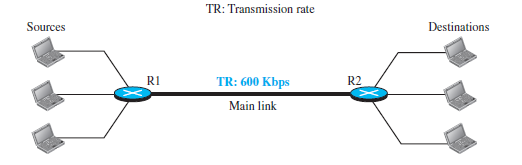 TR: Transmission rate
Sources
Destinations
R1
TR: 600 Kbps
R2
Main link